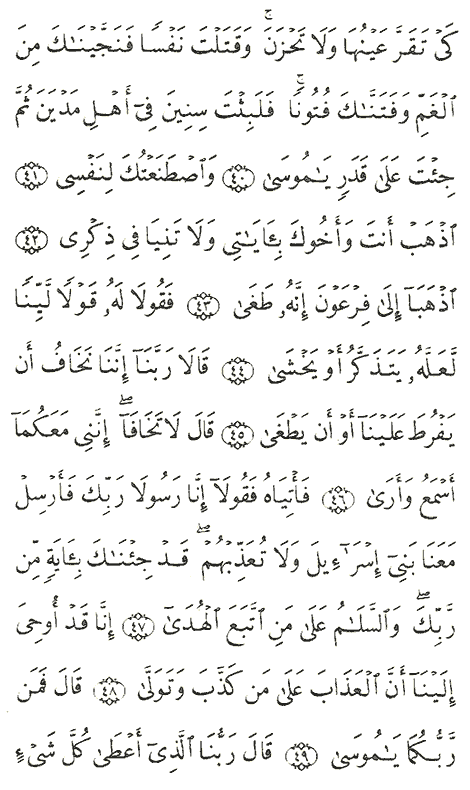 كَىْ تَقَرَّ عَيْنُهَا وَلَا تَحْزَنَ ۚ وَقَتَلْتَ نَفْسًا فَنَجَّيْنَـٰكَ مِنَ
ٱلْغَمِّ وَفَتَنَّـٰكَ فُتُونًا ۚ فَلَبِثْتَ سِنِينَ فِىٓ أَهْلِ مَدْيَنَ ثُمَّ
جِئْتَ عَلَىٰ قَدَرٍ يَـٰمُوسَىٰ ٤٠ وَٱصْطَنَعْتُكَ لِنَفْسِى ٤١
ٱذْهَبْ أَنتَ وَأَخُوكَ بِـَٔايَـٰتِى وَلَا تَنِيَا فِى ذِكْرِى ٤٢
ٱذْهَبَآ إِلَىٰ فِرْعَوْنَ إِنَّهُۥ طَغَىٰ ٤٣ فَقُولَا لَهُۥ قَوْلًا لَّيِّنًا
لَّعَلَّهُۥ يَتَذَكَّرُ أَوْ يَخْشَىٰ ٤٤ قَالَا رَبَّنَآ إِنَّنَا نَخَافُ أَن
يَفْرُطَ عَلَيْنَآ أَوْ أَن يَطْغَىٰ ٤٥ قَالَ لَا تَخَافَآ ۖ إِنَّنِى مَعَكُمَآ
أَسْمَعُ وَأَرَىٰ ٤٦ فَأْتِيَاهُ فَقُولَآ إِنَّا رَسُولَا رَبِّكَ فَأَرْسِلْ
مَعَنَا بَنِىٓ إِسْرَٰٓءِيلَ وَلَا تُعَذِّبْهُمْ ۖ قَدْ جِئْنَـٰكَ بِـَٔايَةٍ مِّن
رَّبِّكَ ۖ وَٱلسَّلَـٰمُ عَلَىٰ مَنِ ٱتَّبَعَ ٱلْهُدَىٰٓ ٤٧ إِنَّا قَدْ أُوحِىَ
إِلَيْنَآ أَنَّ ٱلْعَذَابَ عَلَىٰ مَن كَذَّبَ وَتَوَلَّىٰ ٤٨ قَالَ فَمَن
رَّبُّكُمَا يَـٰمُوسَىٰ ٤٩ قَالَ رَبُّنَا ٱلَّذِىٓ أَعْطَىٰ كُلَّ شَىْءٍ